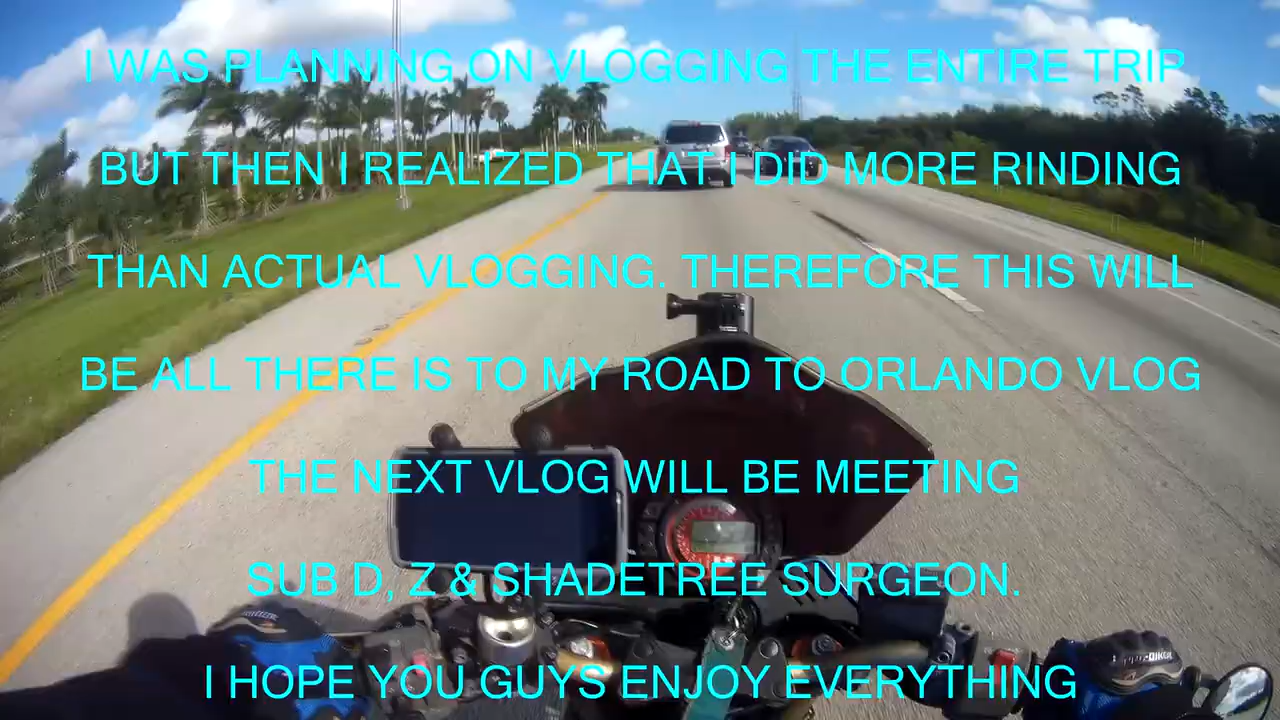 I WAS PLANNING ON VLOGGING THE ENTIRE TRIP
BUT THEN I REALIZED THAT I DID MORE RINDING
THAN ACTUAL VLOGGING. THEREFORE THIS WILL
BE ALL THERE IS TO MY ROAD TO ORLANDO VLOG
THE NEXT VLOG WILL BE MEETING
SUB D, Z & SHADETREE SURGEON.
I HOPE YOU GUYS ENJOY EVERYTHING